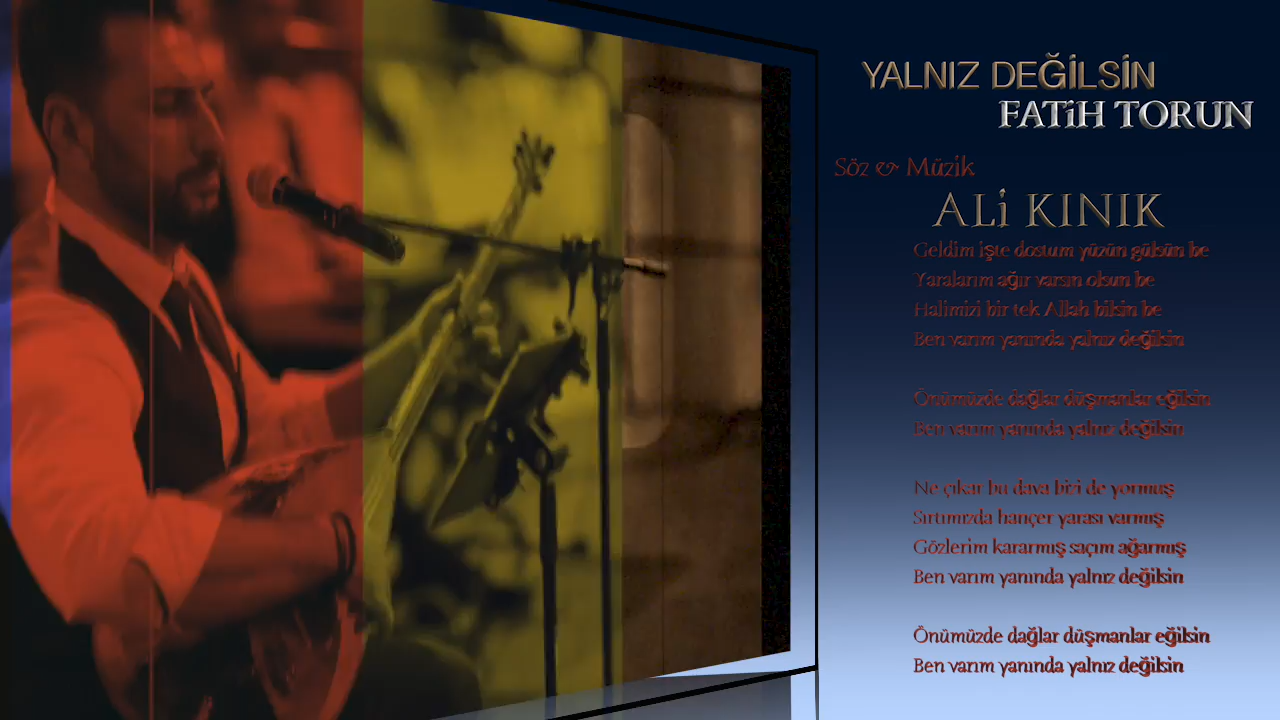 YALNIZ DEĞİLSİN
FATiH TORUN
Söz & Müzik
ALi KINIK
Geldim işte dostum yüzün gülsün be
Yaralarım ağır varsın olsun be
Halimizi bir tek Allah bilsin be
Ben varım yanında yalnız değilsin
Önümüzde dağlar düşmanlar eğilsin
Ben varım yanında yalnız değilsin
Ne çıkar bu dava bizi de yormuş
Sırtımızda hançer yarası varmış
Gözlerim kararmış saçım ağarmış
Ben varım yanında yalnız değilsin
Önümüzde dağlar düşmanlar eğilsin
Ben varım yanında yalnız değilsin